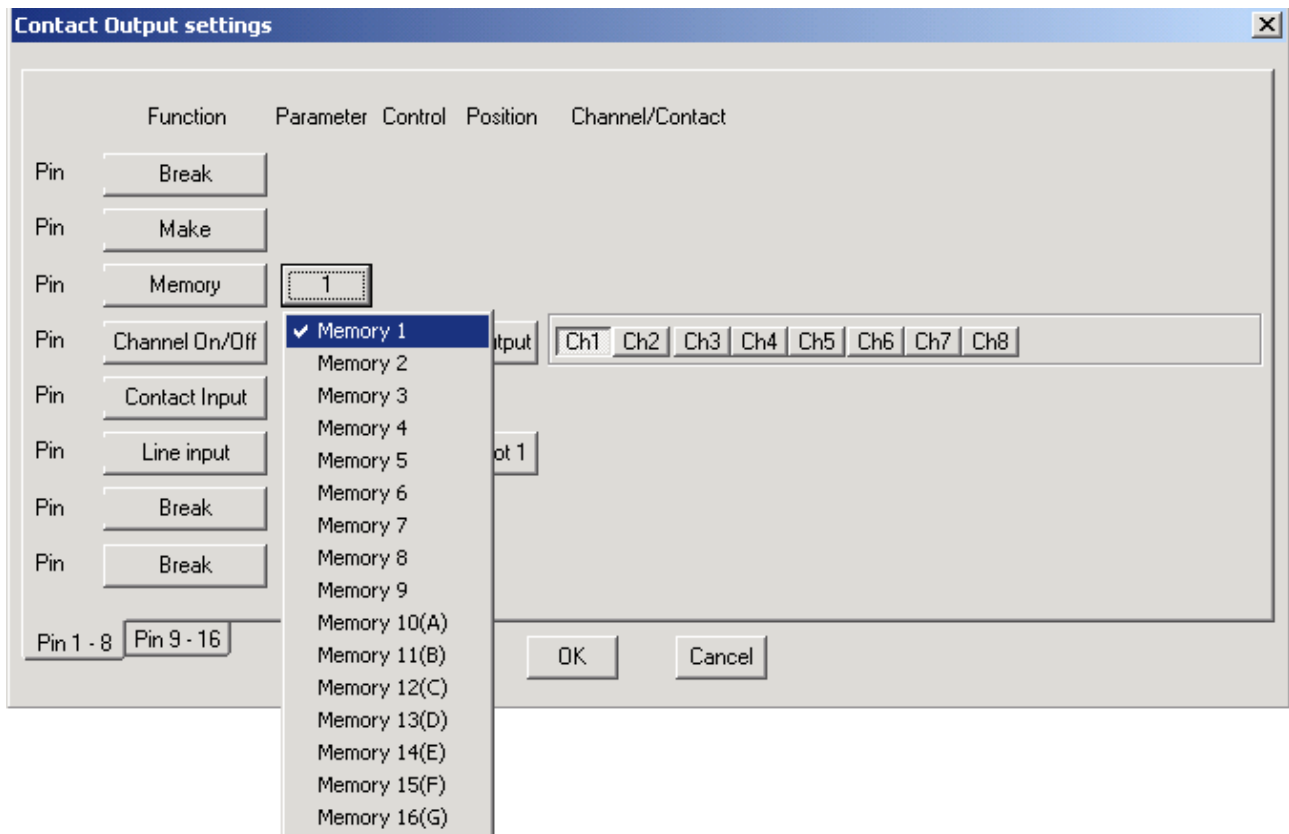 Contact Output settings
Function Parameter Control Position Channel/Contact
Pin Break
Pin Make
Pin Memory 1
Pin Channel On/Off tput Ch1 Ch2 Ch3 Ch4 Ch5 Ch6 Ch7 Ch8
Pin Contact Input
Pin Line input ot 1
Pin Break
Pin Break
Memory 1
Memory 2
Memory 3
Memory 4
Memory 5
Memory 6
Memory 7
Memory 8
Memory 9
Memory 10(A)
Memory 11(B)
Memory 12(C)
Memory 13(D)
Memory 14(E)
Memory 15(F)
Memory 16(G)
Pin 1 - 8 Pin 9 - 16
OK Cancel